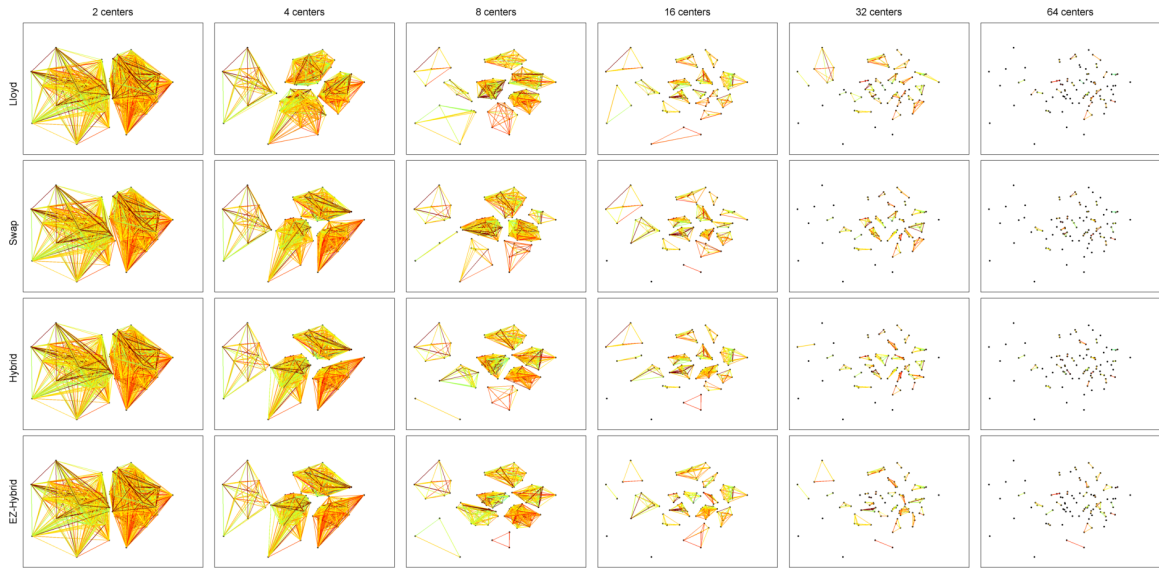 2 centers
4 centers
8 centers
16 centers
32 centers
64 centers
Lloyd
Swap
Hybrid
EZ-Hybrid